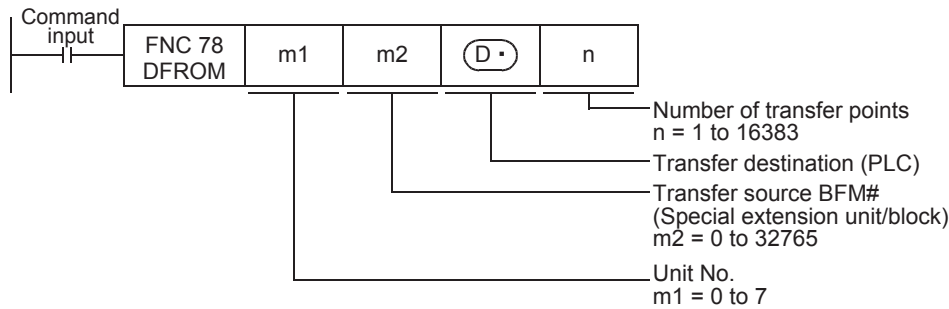 Command
input
FNC 78
DFROM
m1
m2
D •
n
Number of transfer points
n = 1 to 16383
Transfer destination (PLC)
Transfer source BFM#
(Special extension unit/block)
m2 = 0 to 32765
Unit No.
m1 = 0 to 7